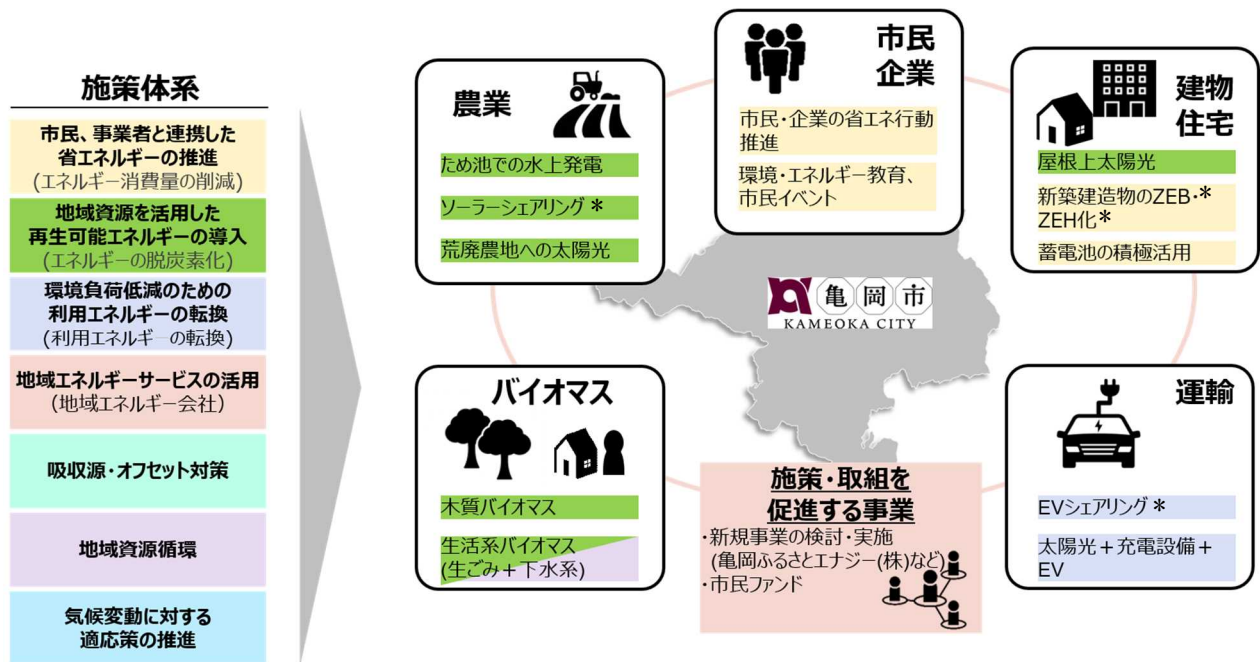 施策体系
市民、事業者と連携した
省エネルギーの推進
(エネルギー消費量の削減)
地域資源を活用した
再生可能エネルギーの導入
(エネルギーの脱炭素化)
環境負荷低減のための
利用エネルギーの転換
(利用エネルギーの転換)
地域エネルギーサービスの活用
(地域エネルギー会社)
吸収源・オフセット対策
地域資源循環
気候変動に対する
適応策の推進
農業
ため池での水上発電
ソーラーシェアリング＊
荒廃農地への太陽光
市民
企業
市民・企業の省エネ行動
推進
環境・エネルギー教育、
市民イベント
建物
住宅
屋根上太陽光
新築建造物のZEB・＊
ZEH化＊
蓄電池の積極活用
亀岡市
KAMEOKA CITY
バイオマス
木質バイオマス
生活系バイオマス
(生ごみ＋下水系)
施策・取組を
促進する事業
・新規事業の検討・実施
(亀岡ふるさとエナジー(株)など)
・市民ファンド
運輸
EVシェアリング＊
太陽光＋充電設備＋
EV